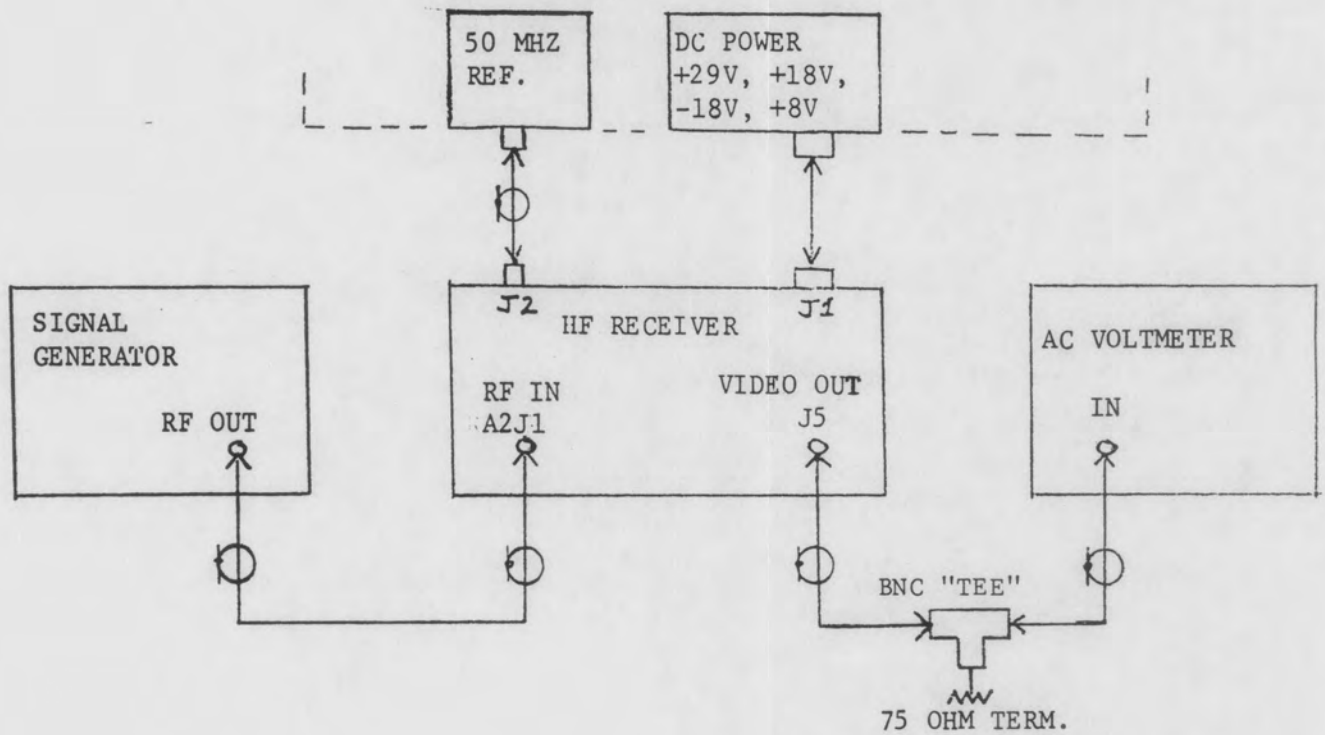 50 MHZ
REF.
DC POWER
+29V, +18V,
-18V, +8V
J2
J1
SIGNAL
GENERATOR
RF OUT
HF RECEIVER
RF IN
A2J1
VIDEO OUT
J5
AC VOLTMETER
IN
BNC "TEE"
75 OHM TERM.